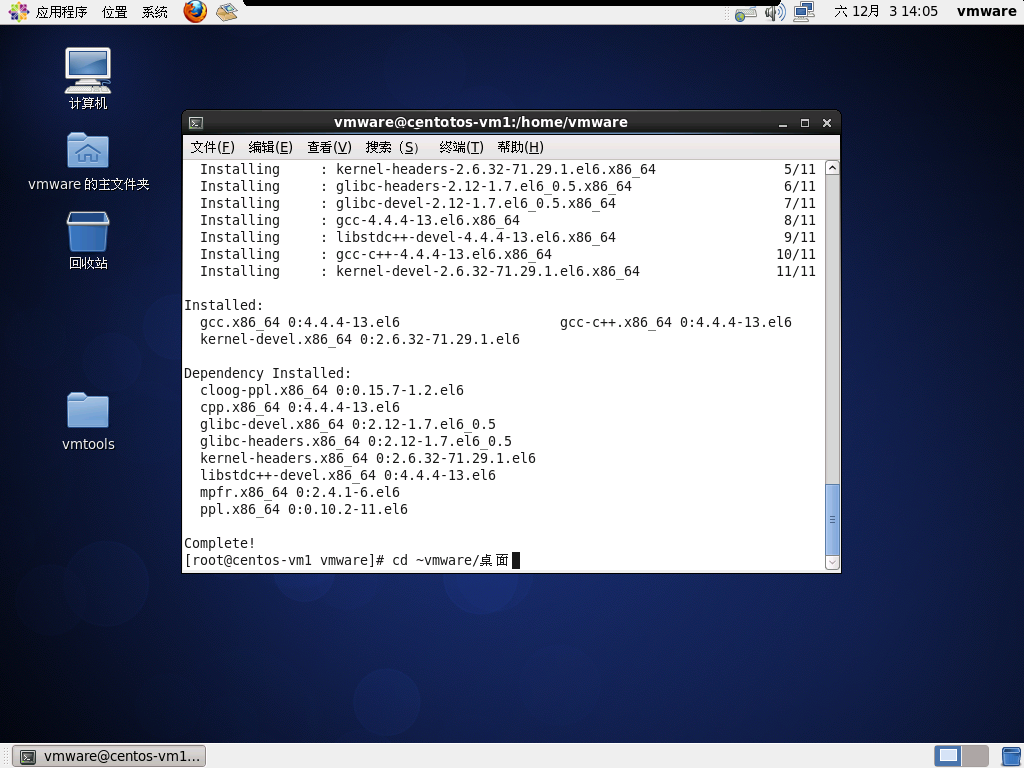 应用程序 位置 系统 六 12月 3 14:05 vmware
计算机
vmware 的主文件夹
回收站
vmtools
vmware@centotos-vm1:/home/vmware
文件(F) 编辑(E) 查看(V) 搜索 (S) 终端(T) 帮助(H)
Installing : kernel-headers-2.6.32-71.29.1.el6.x86_64 5/11
Installing : glibc-headers-2.12-1.7.el6_0.5.x86_64 6/11
Installing : glibc-devel-2.12-1.7.el6_0.5.x86_64 7/11
Installing : gcc-4.4.4-13.el6.x86_64 8/11
Installing : libstdc++-devel-4.4.4-13.el6.x86_64 9/11
Installing : gcc-c++-4.4.4-13.el6.x86_64 10/11
Installing : kernel-devel-2.6.32-71.29.1.el6.x86_64 11/11
Installed:
gcc.x86_64 0:4.4.4-13.el6 gcc-c++.x86_64 0:4.4.4-13.el6
kernel-devel.x86_64 0:2.6.32-71.29.1.el6
Dependency Installed:
cloog-ppl.x86_64 0:0.15.7-1.2.el6
cpp.x86_64 0:4.4.4-13.el6
glibc-devel.x86_64 0:2.12-1.7.el6_0.5
glibc-headers.x86_64 0:2.12-1.7.el6_0.5
kernel-headers.x86_64 0:2.6.32-71.29.1.el6
libstdc++-devel.x86_64 0:4.4.4-13.el6
mpfr.x86_64 0:2.4.1-6.el6
ppl.x86_64 0:0.10.2-11.el6
Complete!
[root@centos-vm1 vmware]# cd ~vmware/桌面
vmware@centos-vm1...